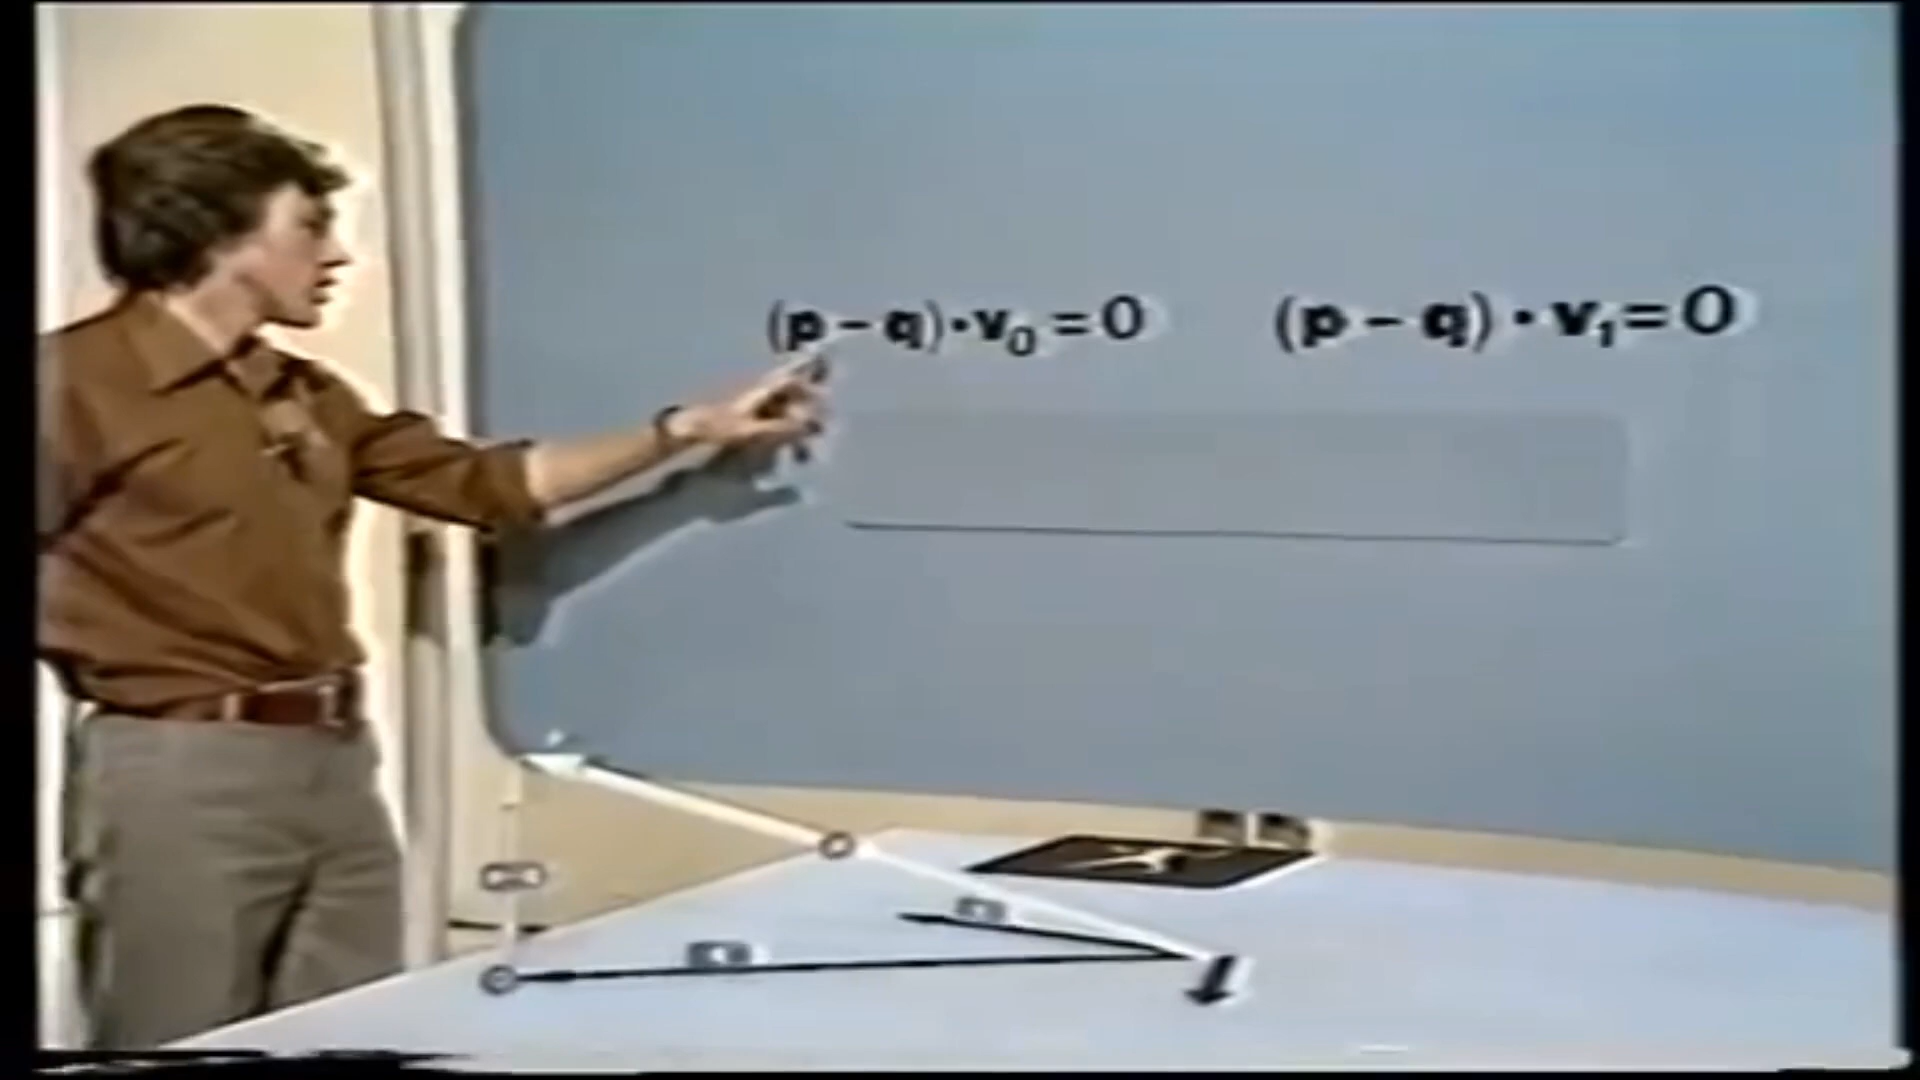 (p – q) · v₀ = 0 (p – q) · v₁ = 0